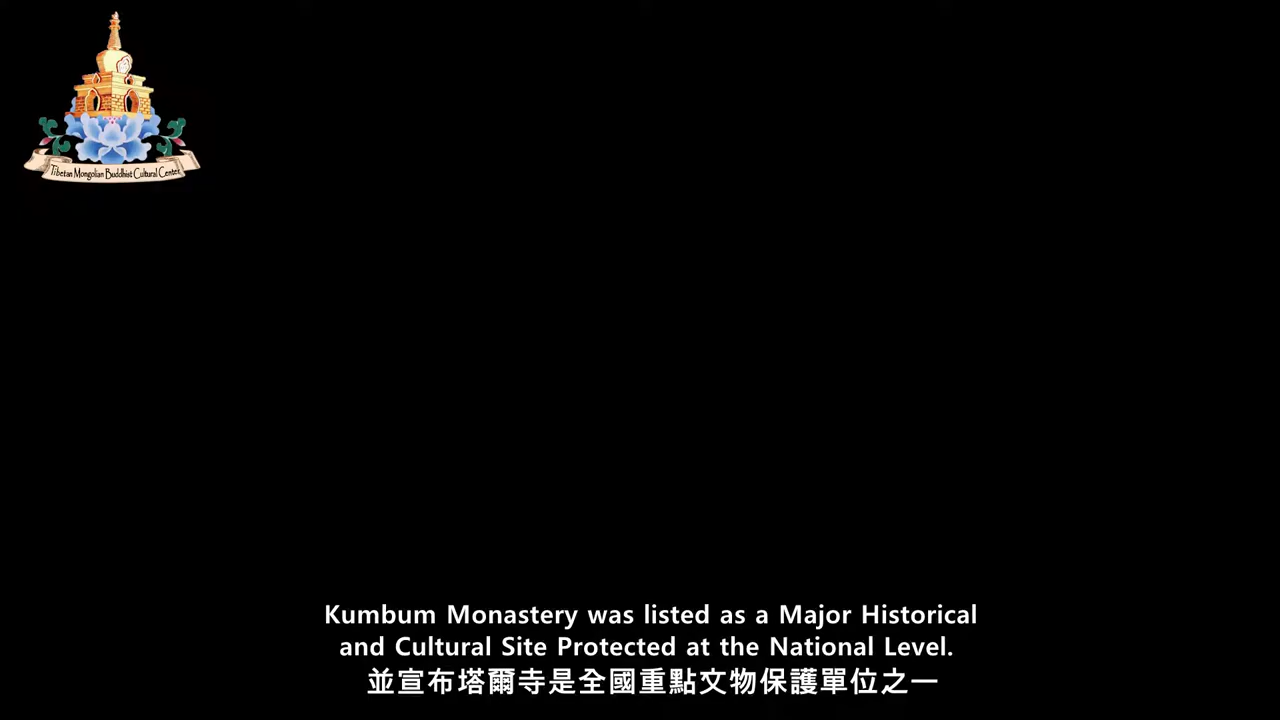 Tibetan Mongolian Buddhist Cultural Center
Kumbum Monastery was listed as a Major Historical
and Cultural Site Protected at the National Level.
並宣布塔爾寺是全國重點文物保護單位之一